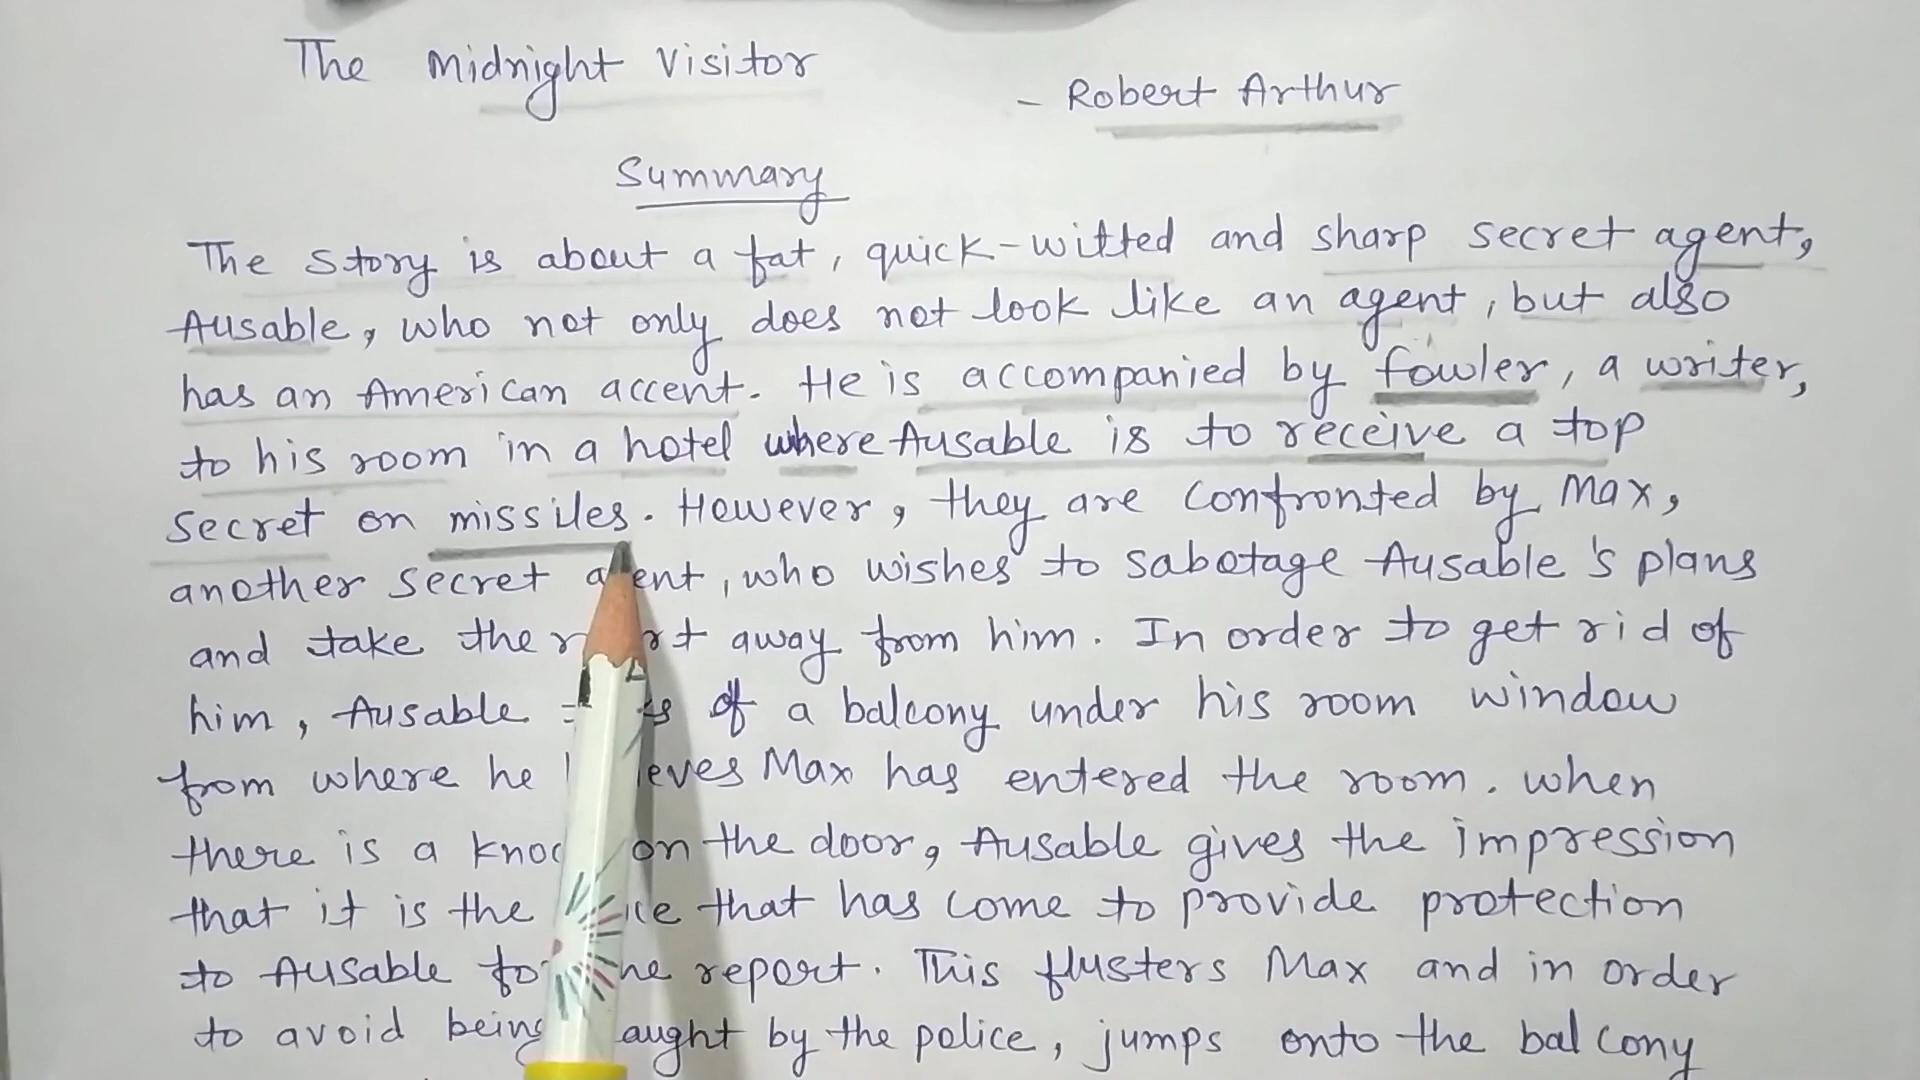 The Midnight Visitor
- Robert Arthur
Summary
The story is about a fat, quick-witted and sharp secret agent,
Ausable, who not only does not look like an agent, but also
has an American accent. He is accompanied by fowler, a writer,
to his room in a hotel where Ausable is to receive a top
secret on missiles. However, they are confronted by Max,
another secret agent, who wishes to sabotage Ausable's plans
and take the away from him. In order to get rid of
him, Ausable of a balcony under his room window
from where he Max has entered the room. when
there is a on the door, Ausable gives the impression
that it is the that has come to provide protection
to Ausable report. This flusters Max and in order
to avoid being by the police, jumps onto the balcony